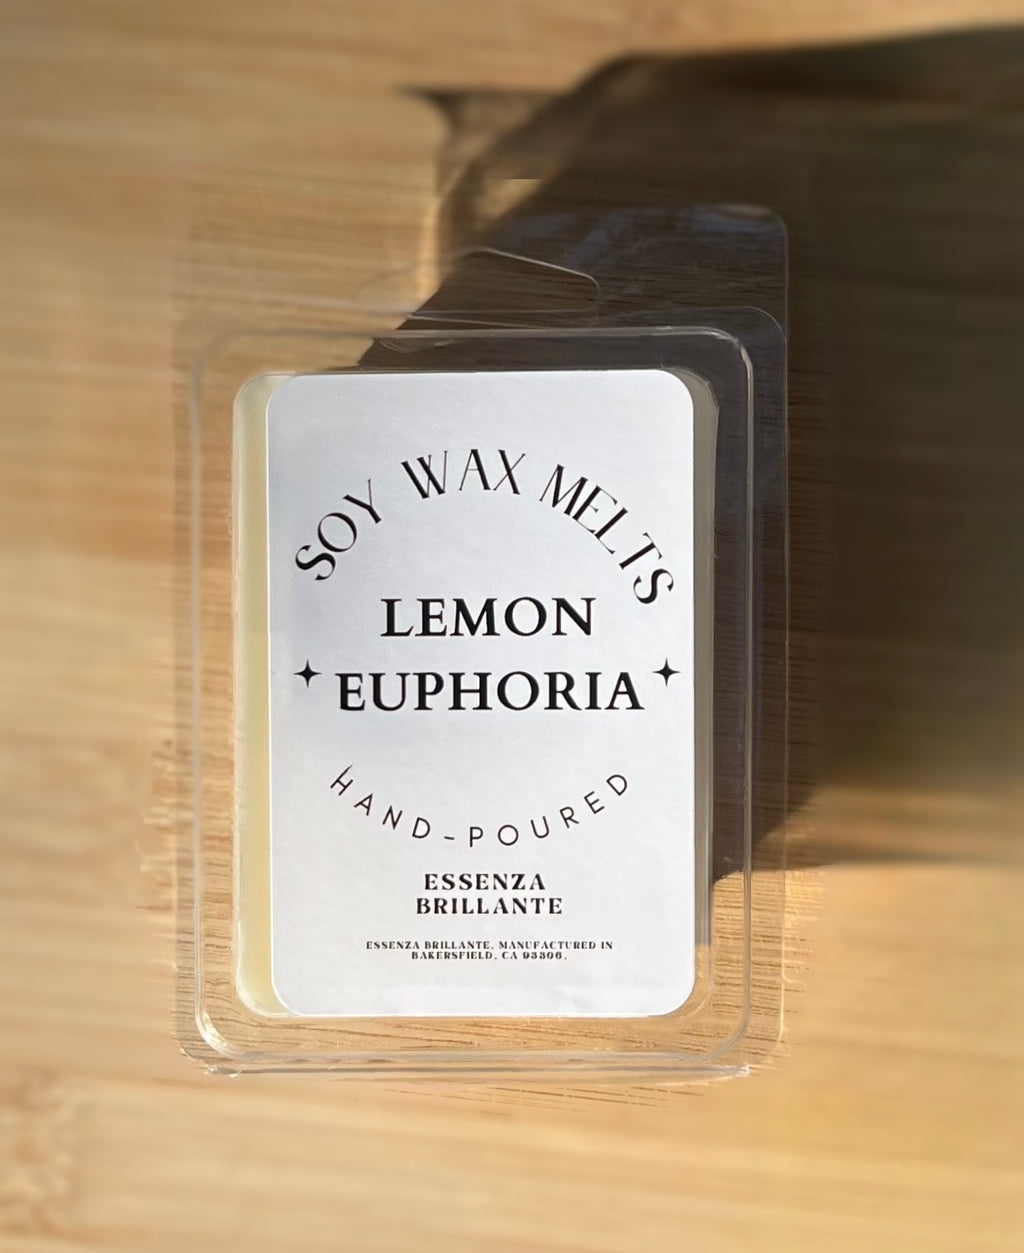 SOY WAX MELTS
LEMON
EUPHORIA
HAND-POURED
ESSENZA
BRILLANTE
ESSENZA BRILLANTE, MANUFACTURED IN
BAKERSFIELD, CA 93306.